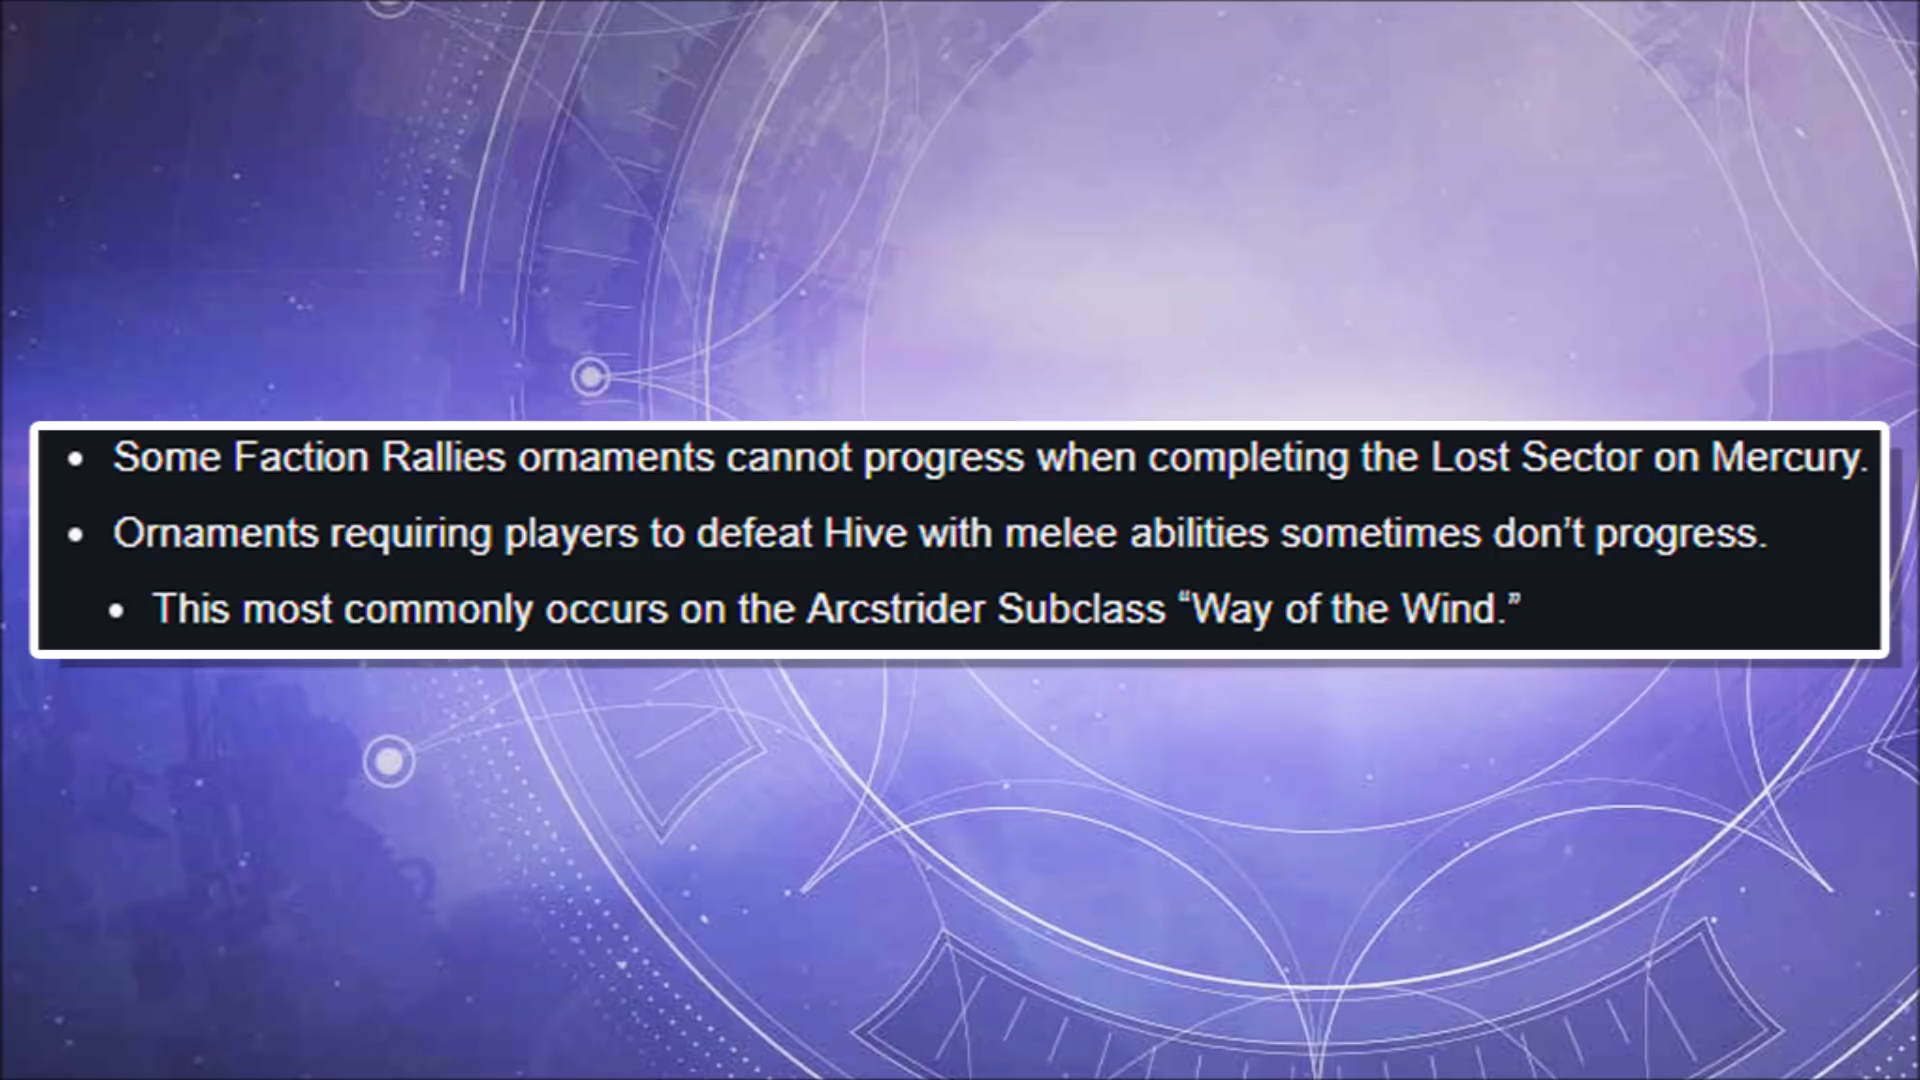 • Some Faction Rallies ornaments cannot progress when completing the Lost Sector on Mercury.
• Ornaments requiring players to defeat Hive with melee abilities sometimes don’t progress.
• This most commonly occurs on the Arcstrider Subclass “Way of the Wind.”